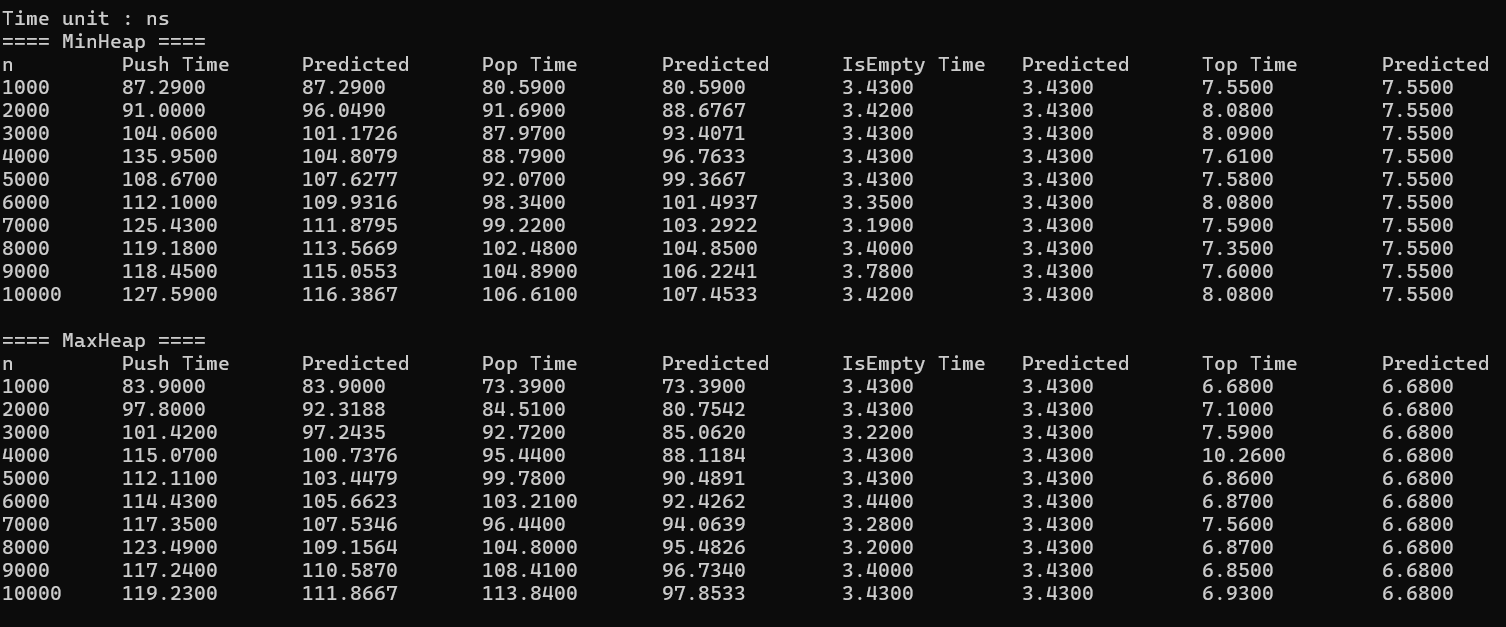 Time unit : ns
==== MinHeap ====
n Push Time Predicted Pop Time Predicted IsEmpty Time Predicted Top Time Predicted
1000 87.2900 87.2900 80.5900 80.5900 3.4300 3.4300 7.5500 7.5500
2000 91.0000 96.0490 91.6900 88.6767 3.4200 3.4300 8.0800 7.5500
3000 104.0600 101.1726 87.9700 93.4071 3.4300 3.4300 8.0900 7.5500
4000 135.9500 104.8079 88.7900 96.7633 3.4300 3.4300 7.6100 7.5500
5000 108.6700 107.6277 92.0700 99.3667 3.4300 3.4300 7.5800 7.5500
6000 112.1000 109.9316 98.3400 101.4937 3.3500 3.4300 8.0800 7.5500
7000 125.4300 111.8795 99.2200 103.2922 3.1900 3.4300 7.5900 7.5500
8000 119.1800 113.5669 102.4800 104.8500 3.4000 3.4300 7.3500 7.5500
9000 118.4500 115.0553 104.8900 106.2241 3.7800 3.4300 7.6000 7.5500
10000 127.5900 116.3867 106.6100 107.4533 3.4200 3.4300 8.0800 7.5500
==== MaxHeap ====
n Push Time Predicted Pop Time Predicted IsEmpty Time Predicted Top Time Predicted
1000 83.9000 83.9000 73.3900 73.3900 3.4300 3.4300 6.6800 6.6800
2000 97.8000 92.3188 84.5100 80.7542 3.4300 3.4300 7.1000 6.6800
3000 101.4200 97.2435 92.7200 85.0620 3.2200 3.4300 7.5900 6.6800
4000 115.0700 100.7376 95.4400 88.1184 3.4300 3.4300 10.2600 6.6800
5000 112.1100 103.4479 99.7800 90.4891 3.4300 3.4300 6.8600 6.6800
6000 114.4300 105.6623 103.2100 92.4262 3.4400 3.4300 6.8700 6.6800
7000 117.3500 107.5346 96.4400 94.0639 3.2800 3.4300 7.5600 6.6800
8000 123.4900 109.1564 104.8000 95.4826 3.2000 3.4300 6.8700 6.6800
9000 117.2400 110.5870 108.4100 96.7340 3.4000 3.4300 6.8500 6.6800
10000 119.2300 111.8667 113.8400 97.8533 3.4300 3.4300 6.9300 6.6800